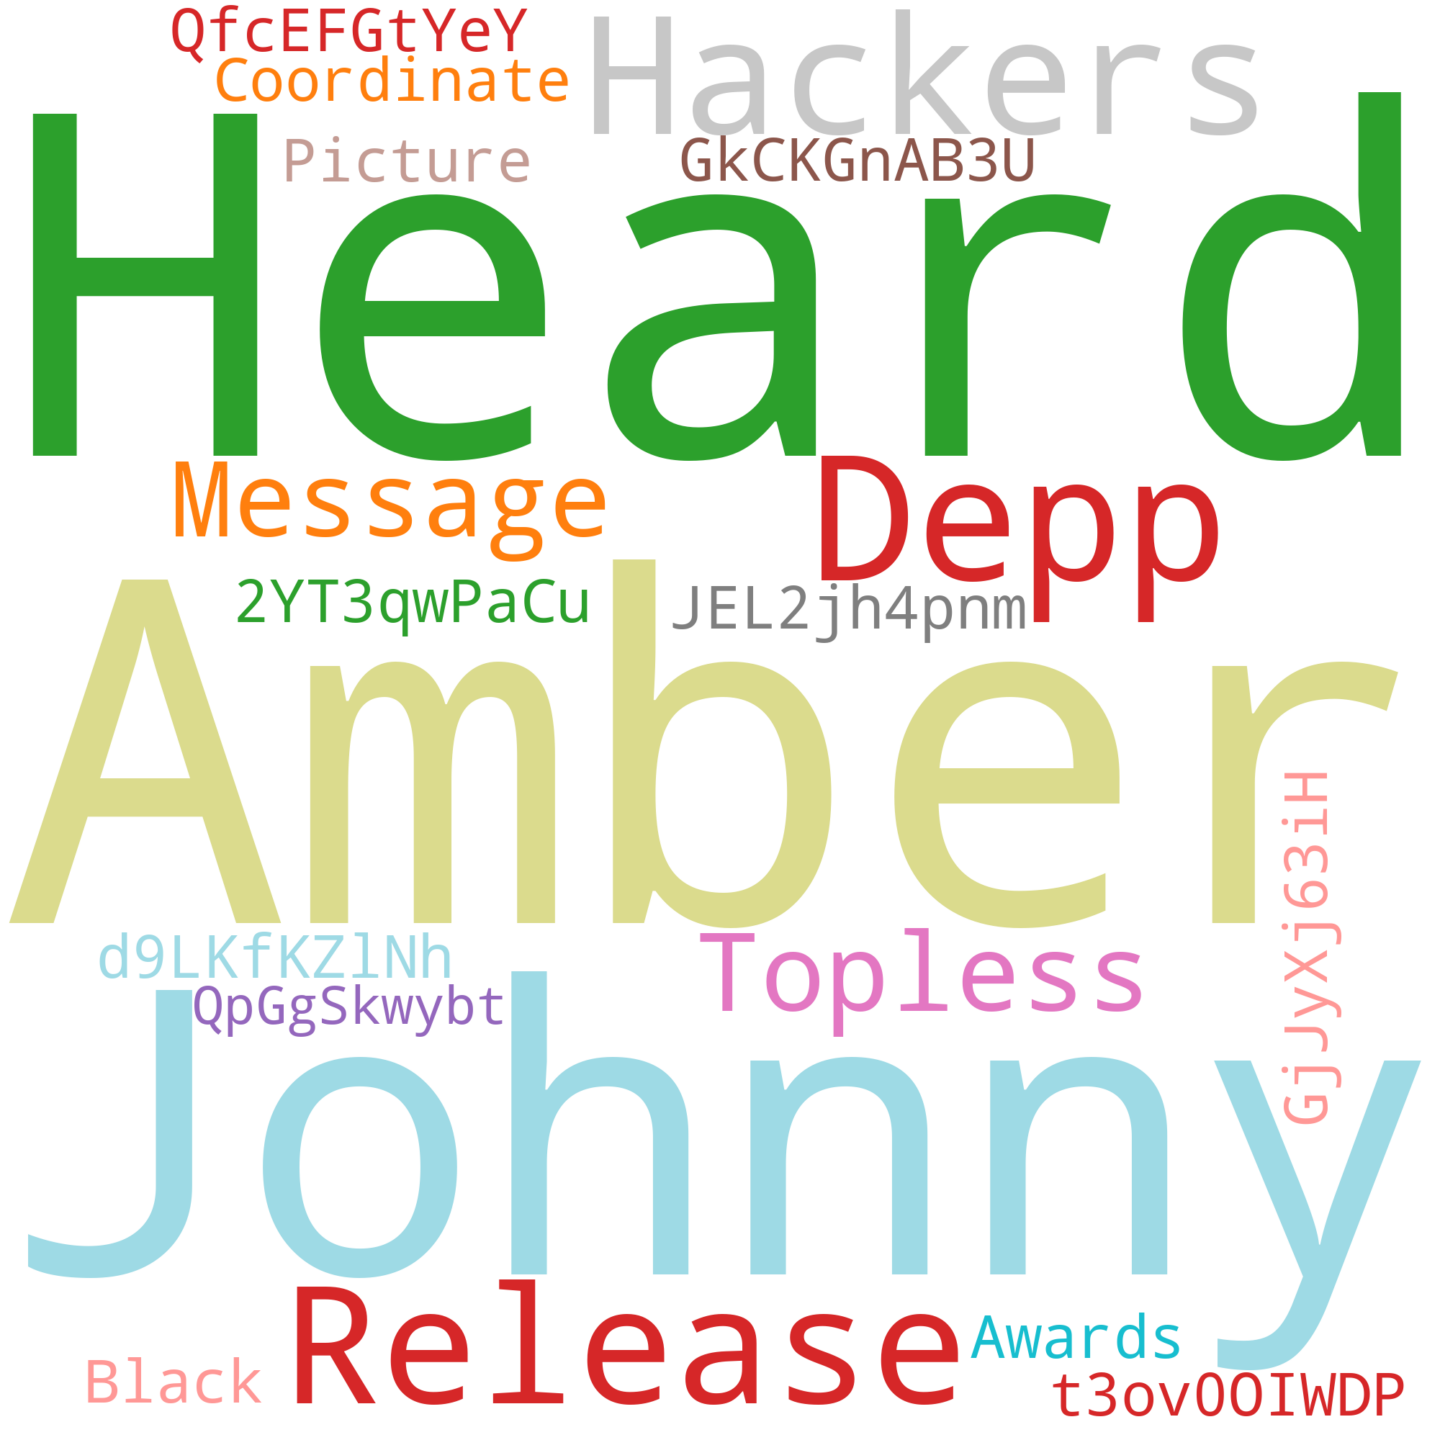 QfcEFGtYeY
Hackers
Coordinate
Picture
GkCKGnAB3U
Heard
Message
Depp
2YT3qwPaCu
JEL2jh4pnm
Amber
GjJyXj63iH
d9LKfKZlNh
Topless
QpGgSkwybt
Johnny
Release
Awards
Black
t3ov0OIWDP